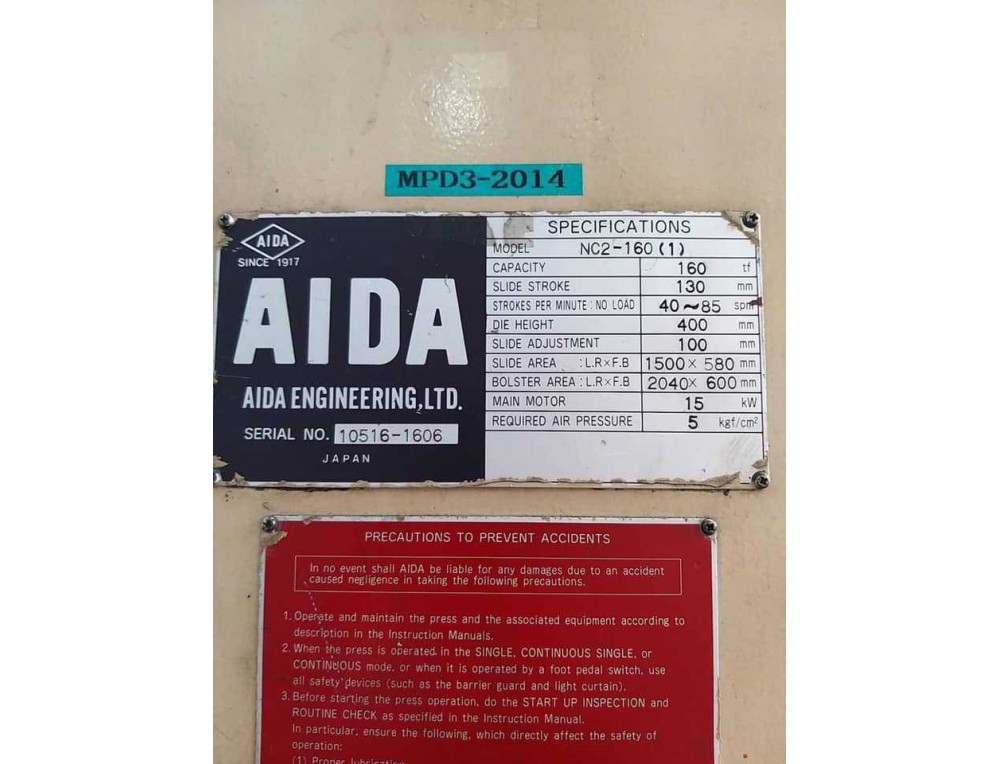 MPD3-2014
AIDA
SINCE 1917
AIDA
AIDA ENGINEERING,LTD.
SERIAL NO. 10516-1606
JAPAN
SPECIFICATIONS
MODEL NC2-160(1)
CAPACITY 160 tf
SLIDE STROKE 130 mm
STROKES PER MINUTE : NO LOAD 40~85 spm
DIE HEIGHT 400 mm
SLIDE ADJUSTMENT 100 mm
SLIDE AREA : L.R×F.B 1500× 580 mm
BOLSTER AREA : L.R×F.B 2040× 600 mm
MAIN MOTOR 15 kW
REQUIRED AIR PRESSURE 5 kgf/cm²
PRECAUTIONS TO PREVENT ACCIDENTS
In no event shall AIDA be liable for any damages due to an accident
caused negligence in taking the following precautions.
1. Operate and maintain the press and the associated equipment according to
description in the Instruction Manuals.
2. When the press is operated in the SINGLE, CONTINUOUS SINGLE, or
CONTINUOUS mode, or when it is operated by a foot pedal switch, use
all safety devices (such as the barrier guard and light curtain).
3. Before starting the press operation, do the START UP INSPECTION and
ROUTINE CHECK as specified in the Instruction Manual.
In particular, ensure the following, which directly affect the safety of
operation:
(1) Proper lubrication